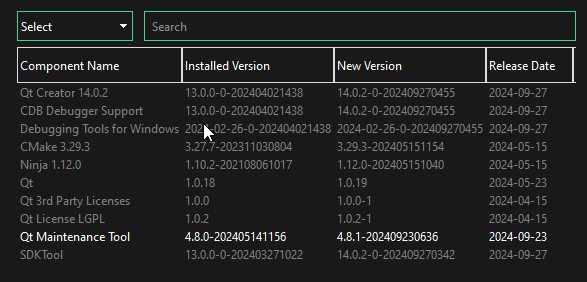 Select Search
Component Name Installed Version New Version Release Date
Qt Creator 14.0.2 13.0.0-0-202404021438 14.0.2-0-202409270455 2024-09-27
CDB Debugger Support 13.0.0-0-202404021438 14.0.2-0-202409270455 2024-09-27
Debugging Tools for Windows 2024-02-26-0-202409270455 2024-09-27
CMake 3.29.3 3.27.7-202311030804 3.29.3-202405151154 2024-05-15
Ninja 1.12.0 1.10.2-202108061017 1.12.0-202405151040 2024-05-15
Qt 1.0.18 1.0.19 2024-05-23
Qt 3rd Party Licenses 1.0.0 1.0.0-1 2024-04-15
Qt License LGPL 1.0.2 1.0.2-1 2024-04-15
Qt Maintenance Tool 4.8.0-202405141156 4.8.1-202409230636 2024-09-23
SDKTool 13.0.0-0-202403271022 14.0.2-0-202409270342 2024-09-27